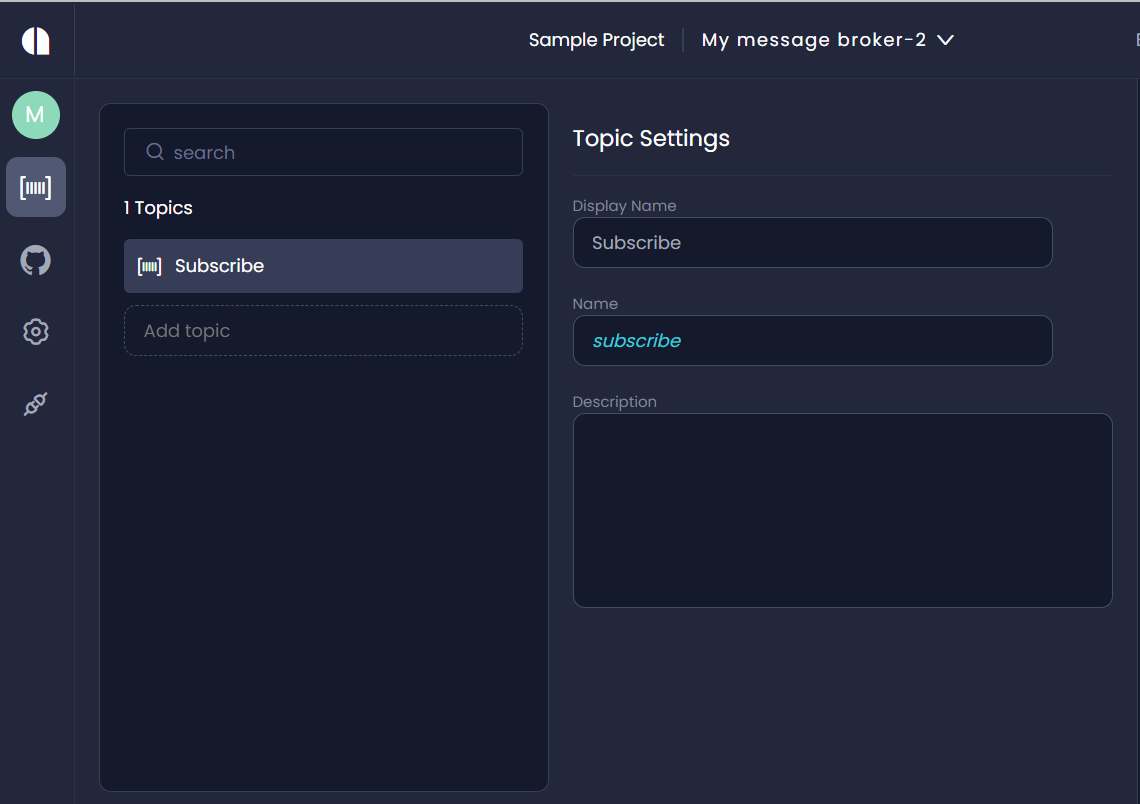 Sample Project
My message broker-2
M
search
1 Topics
Subscribe
Add topic
Topic Settings
Display Name
Subscribe
Name
subscribe
Description